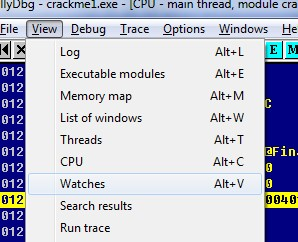 llyDbg - crackme1.exe - [CPU - main thread, module cra
View Debug Trace Options Windows H
Log Alt+L
Executable modules Alt+E
Memory map Alt+M
List of windows Alt+W
Threads Alt+T
CPU Alt+C
Watches Alt+V
Search results
Run trace
E M
012
012
012
012
012 @Fina
012 0
012 0
012 0040
012
012